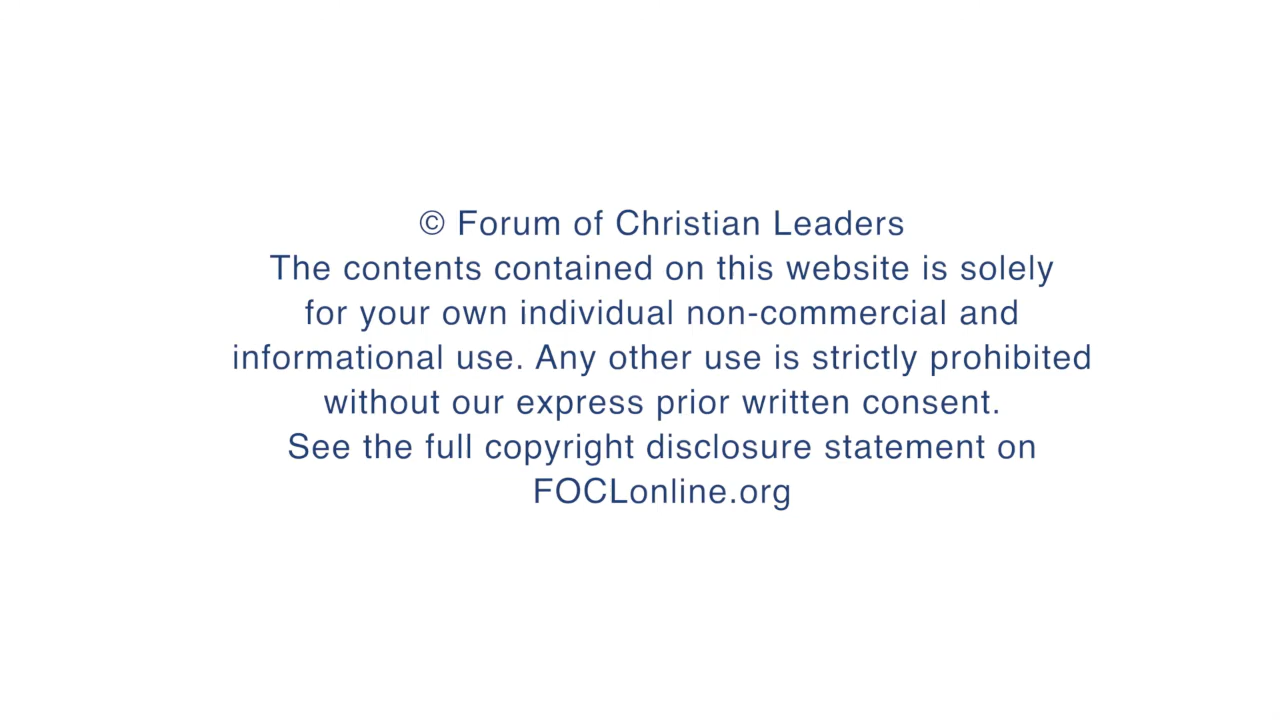 © Forum of Christian Leaders
The contents contained on this website is solely
for your own individual non-commercial and
informational use. Any other use is strictly prohibited
without our express prior written consent.
See the full copyright disclosure statement on
FOCLonline.org